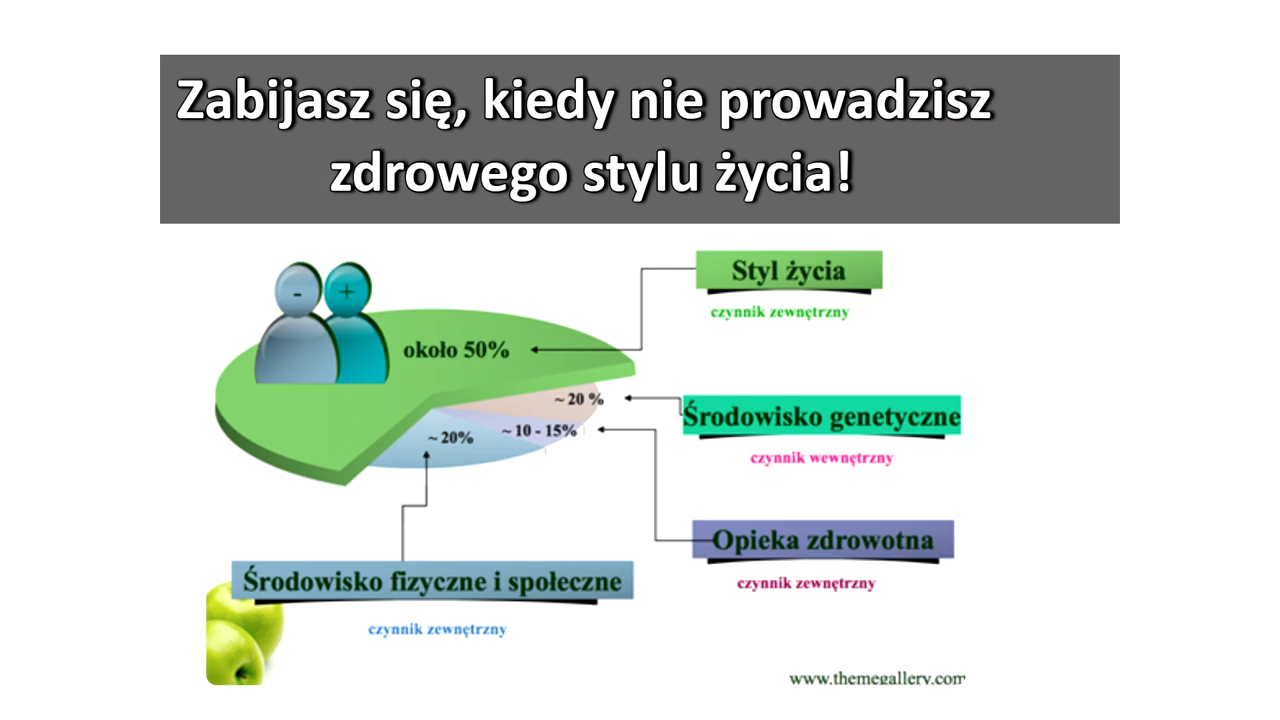 Zabijasz się, kiedy nie prowadzisz
zdrowego stylu życia!
- +
Styl życia
czynnik zewnętrzny
około 50%
~ 20 %
Środowisko genetyczne
czynnik wewnętrzny
~ 10 - 15%
~ 20%
Opieka zdrowotna
czynnik zewnętrzny
Środowisko fizyczne i społeczne
czynnik zewnętrzny
www.themegallery.com